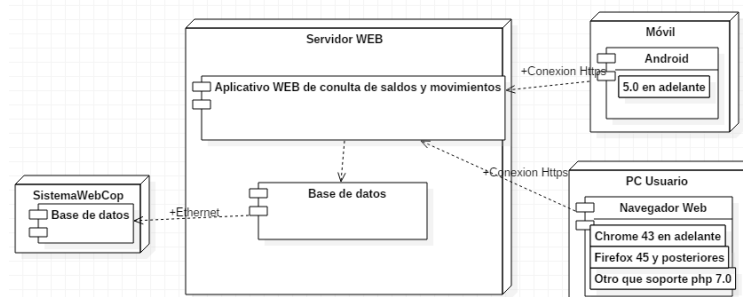 Servidor WEB
Aplicativo WEB de conulta de saldos y movimientos
Base de datos
SistemaWebCop
Base de datos
+Ethernet
+Conexion Https
Móvil
Android
5.0 en adelante
+Conexion Https
PC Usuario
Navegador Web
Chrome 43 en adelante
Firefox 45 y posteriores
Otro que soporte php 7.0